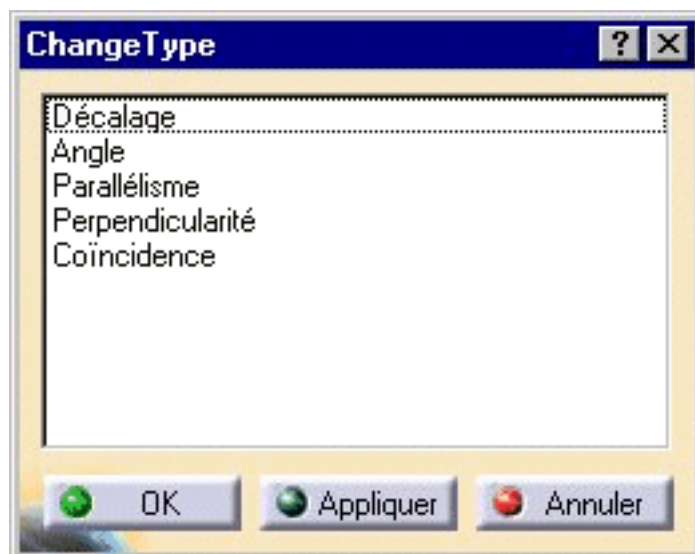 ChangeType
Décalage
Angle
Parallélisme
Perpendicularité
Coïncidence
OK
Appliquer
Annuler